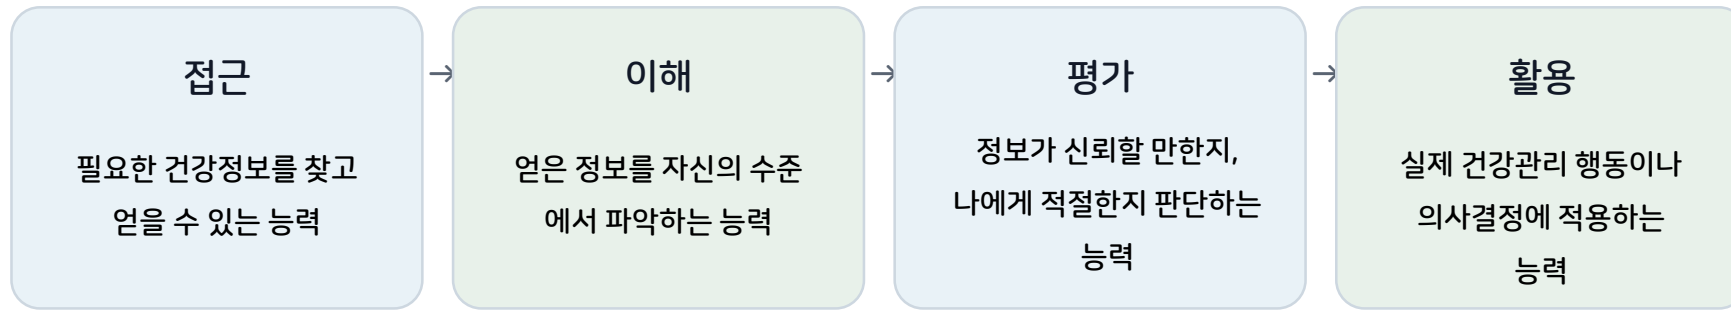 접근
필요한 건강정보를 찾고
얻을 수 있는 능력
→
이해
얻은 정보를 자신의 수준
에서 파악하는 능력
→
평가
정보가 신뢰할 만한지,
나에게 적절한지 판단하는
능력
→
활용
실제 건강관리 행동이나
의사결정에 적용하는
능력